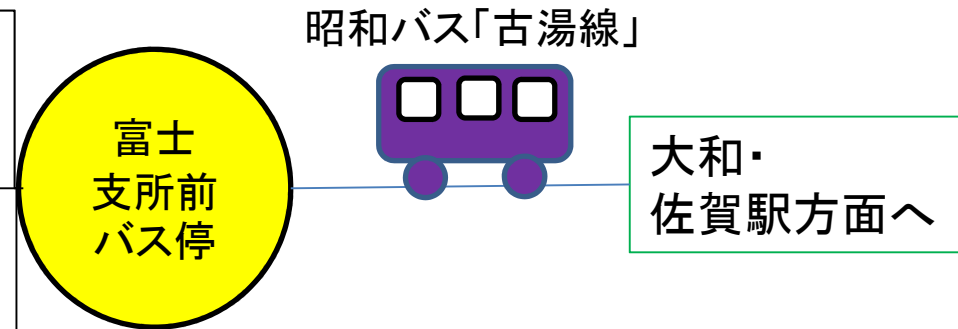 昭和バス「古湯線」
富士
支所前
バス停
大和・
佐賀駅方面へ